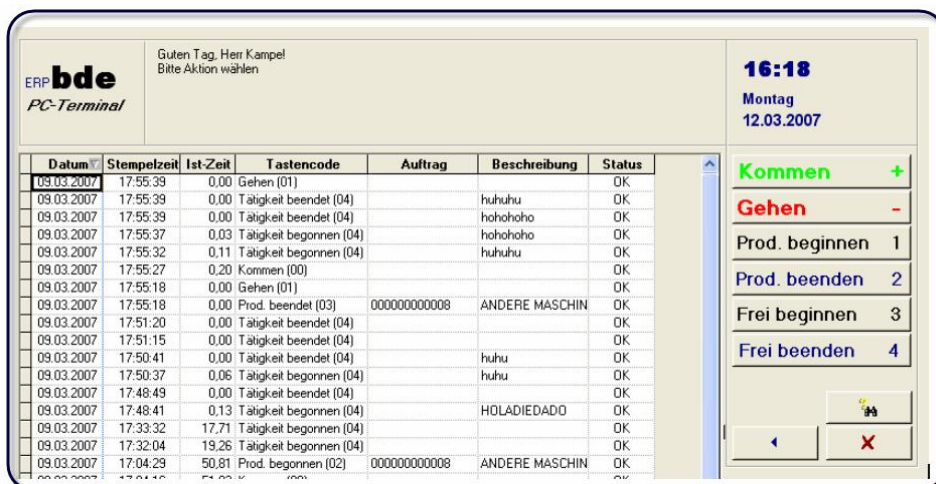 ERP bde
PC-Terminal
Guten Tag, Herr Kampe!
Bitte Aktion wählen
16:18
Montag
12.03.2007
Datum Stempelzeit Ist-Zeit Tastencode Auftrag Beschreibung Status
09.03.2007 17:55:39 0,00 Gehen (01) OK
09.03.2007 17:55:39 0,00 Tätigkeit beendet (04) huhuhu OK
09.03.2007 17:55:39 0,00 Tätigkeit beendet (04) hohohoho OK
09.03.2007 17:55:37 0,03 Tätigkeit begonnen (04) hohohoho OK
09.03.2007 17:55:32 0,11 Tätigkeit begonnen (04) huhuhu OK
09.03.2007 17:55:27 0,20 Kommen (00) OK
09.03.2007 17:55:18 0,00 Gehen (01) OK
09.03.2007 17:55:18 0,00 Prod. beendet (03) 000000000008 ANDERE MASCHIN OK
09.03.2007 17:51:20 0,00 Tätigkeit beendet (04) OK
09.03.2007 17:51:15 0,00 Tätigkeit beendet (04) OK
09.03.2007 17:50:41 0,00 Tätigkeit beendet (04) huhu OK
09.03.2007 17:50:37 0,06 Tätigkeit begonnen (04) huhu OK
09.03.2007 17:48:49 0,00 Tätigkeit beendet (04) OK
09.03.2007 17:48:41 0,13 Tätigkeit begonnen (04) HOLADIEDADO OK
09.03.2007 17:33:32 17,71 Tätigkeit begonnen (04) OK
09.03.2007 17:32:04 19,26 Tätigkeit begonnen (04) OK
09.03.2007 17:04:29 50,81 Prod. begonnen (02) 000000000008 ANDERE MASCHIN OK
Kommen +
Gehen -
Prod. beginnen 1
Prod. beenden 2
Frei beginnen 3
Frei beenden 4